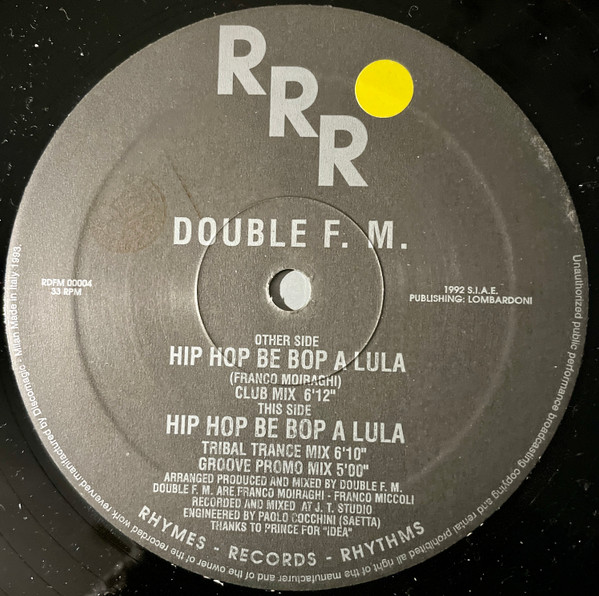 R
R
R
DOUBLE F. M.
RDFM 00004
33 RPM
1992 S.I.A.E.
PUBLISHING: LOMBARDONI
OTHER SIDE
HIP HOP BE BOP A LULA
(FRANCO MOIRAGHI)
CLUB MIX 6'12"
THIS SIDE
HIP HOP BE BOP A LULA
TRIBAL TRANCE MIX 6'10"
GROOVE PROMO MIX 5'00"
ARRANGED PRODUCED AND MIXED BY DOUBLE F. M.
DOUBLE F. M. ARE FRANCO MOIRAGHI - FRANCO MICCOLI
RECORDED AND MIXED AT J. T. STUDIO
ENGINEERED BY PAOLO COCCHINI (SAETTA)
THANKS TO PRINCE FOR "IDEA"
RHYMES - RECORDS - RHYTHMS
Unauthorized public performance broadcasting copying and rental prohibited all right of the manufacturer and of the owner of the recorded work reserved manifactured by Discomagic - Milan Made in Italy 1993.